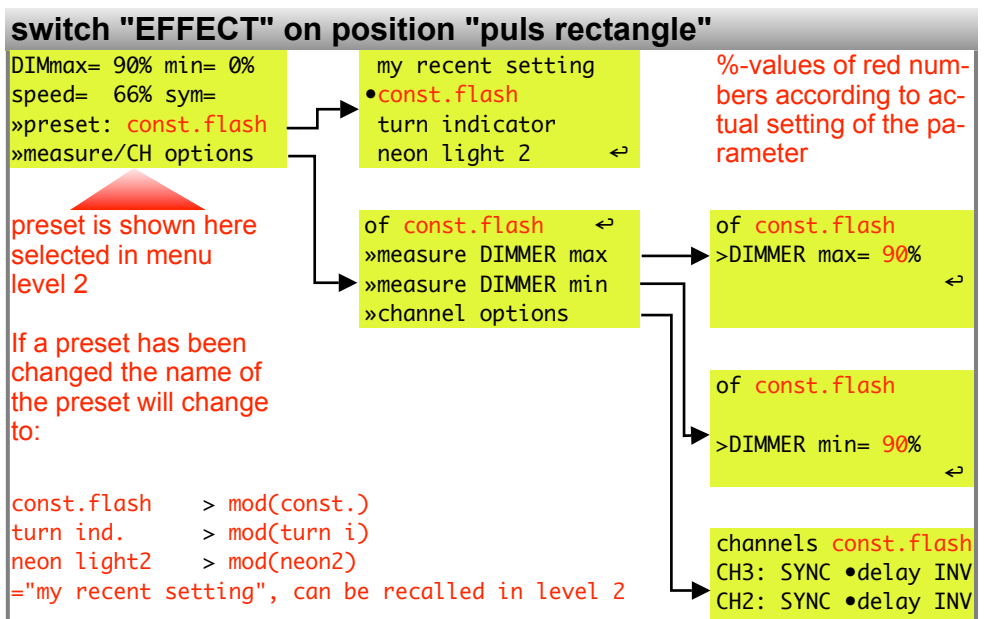 switch "EFFECT" on position "puls rectangle"
DIMmax= 90% min= 0%
speed= 66% sym=
»preset: const.flash
»measure/CH options
my recent setting
•const.flash
turn indicator
neon light 2 ↩
%-values of red num-
bers according to ac-
tual setting of the pa-
rameter
preset is shown here
selected in menu
level 2
of const.flash ↩
»measure DIMMER max
»measure DIMMER min
»channel options
of const.flash
>DIMMER max= 90%
↩
If a preset has been
changed the name of
the preset will change
to:
of const.flash
>DIMMER min= 90%
↩
const.flash > mod(const.)
turn ind. > mod(turn i)
neon light2 > mod(neon2)
="my recent setting", can be recalled in level 2
channels const.flash
CH3: SYNC •delay INV
CH2: SYNC •delay INV